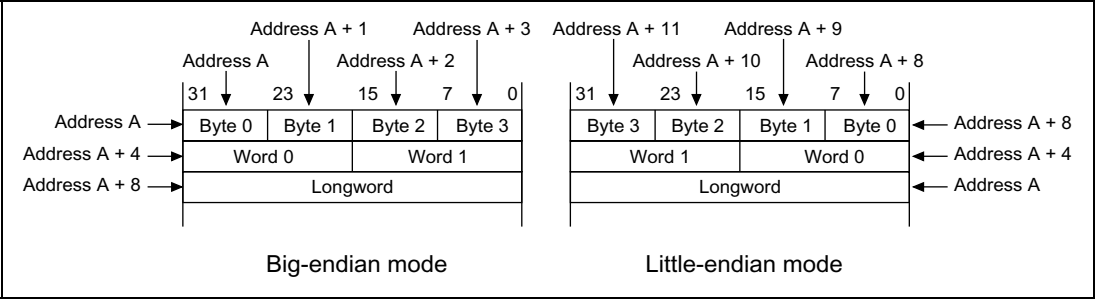 Address A + 1 Address A + 3 Address A + 11 Address A + 9
Address A Address A + 2 Address A + 10 Address A + 8
31 23 15 7 0 31 23 15 7 0
Address A Byte 0 Byte 1 Byte 2 Byte 3 Byte 3 Byte 2 Byte 1 Byte 0 Address A + 8
Address A + 4 Word 0 Word 1 Word 1 Word 0 Address A + 4
Address A + 8 Longword Longword Address A
Big-endian mode Little-endian mode